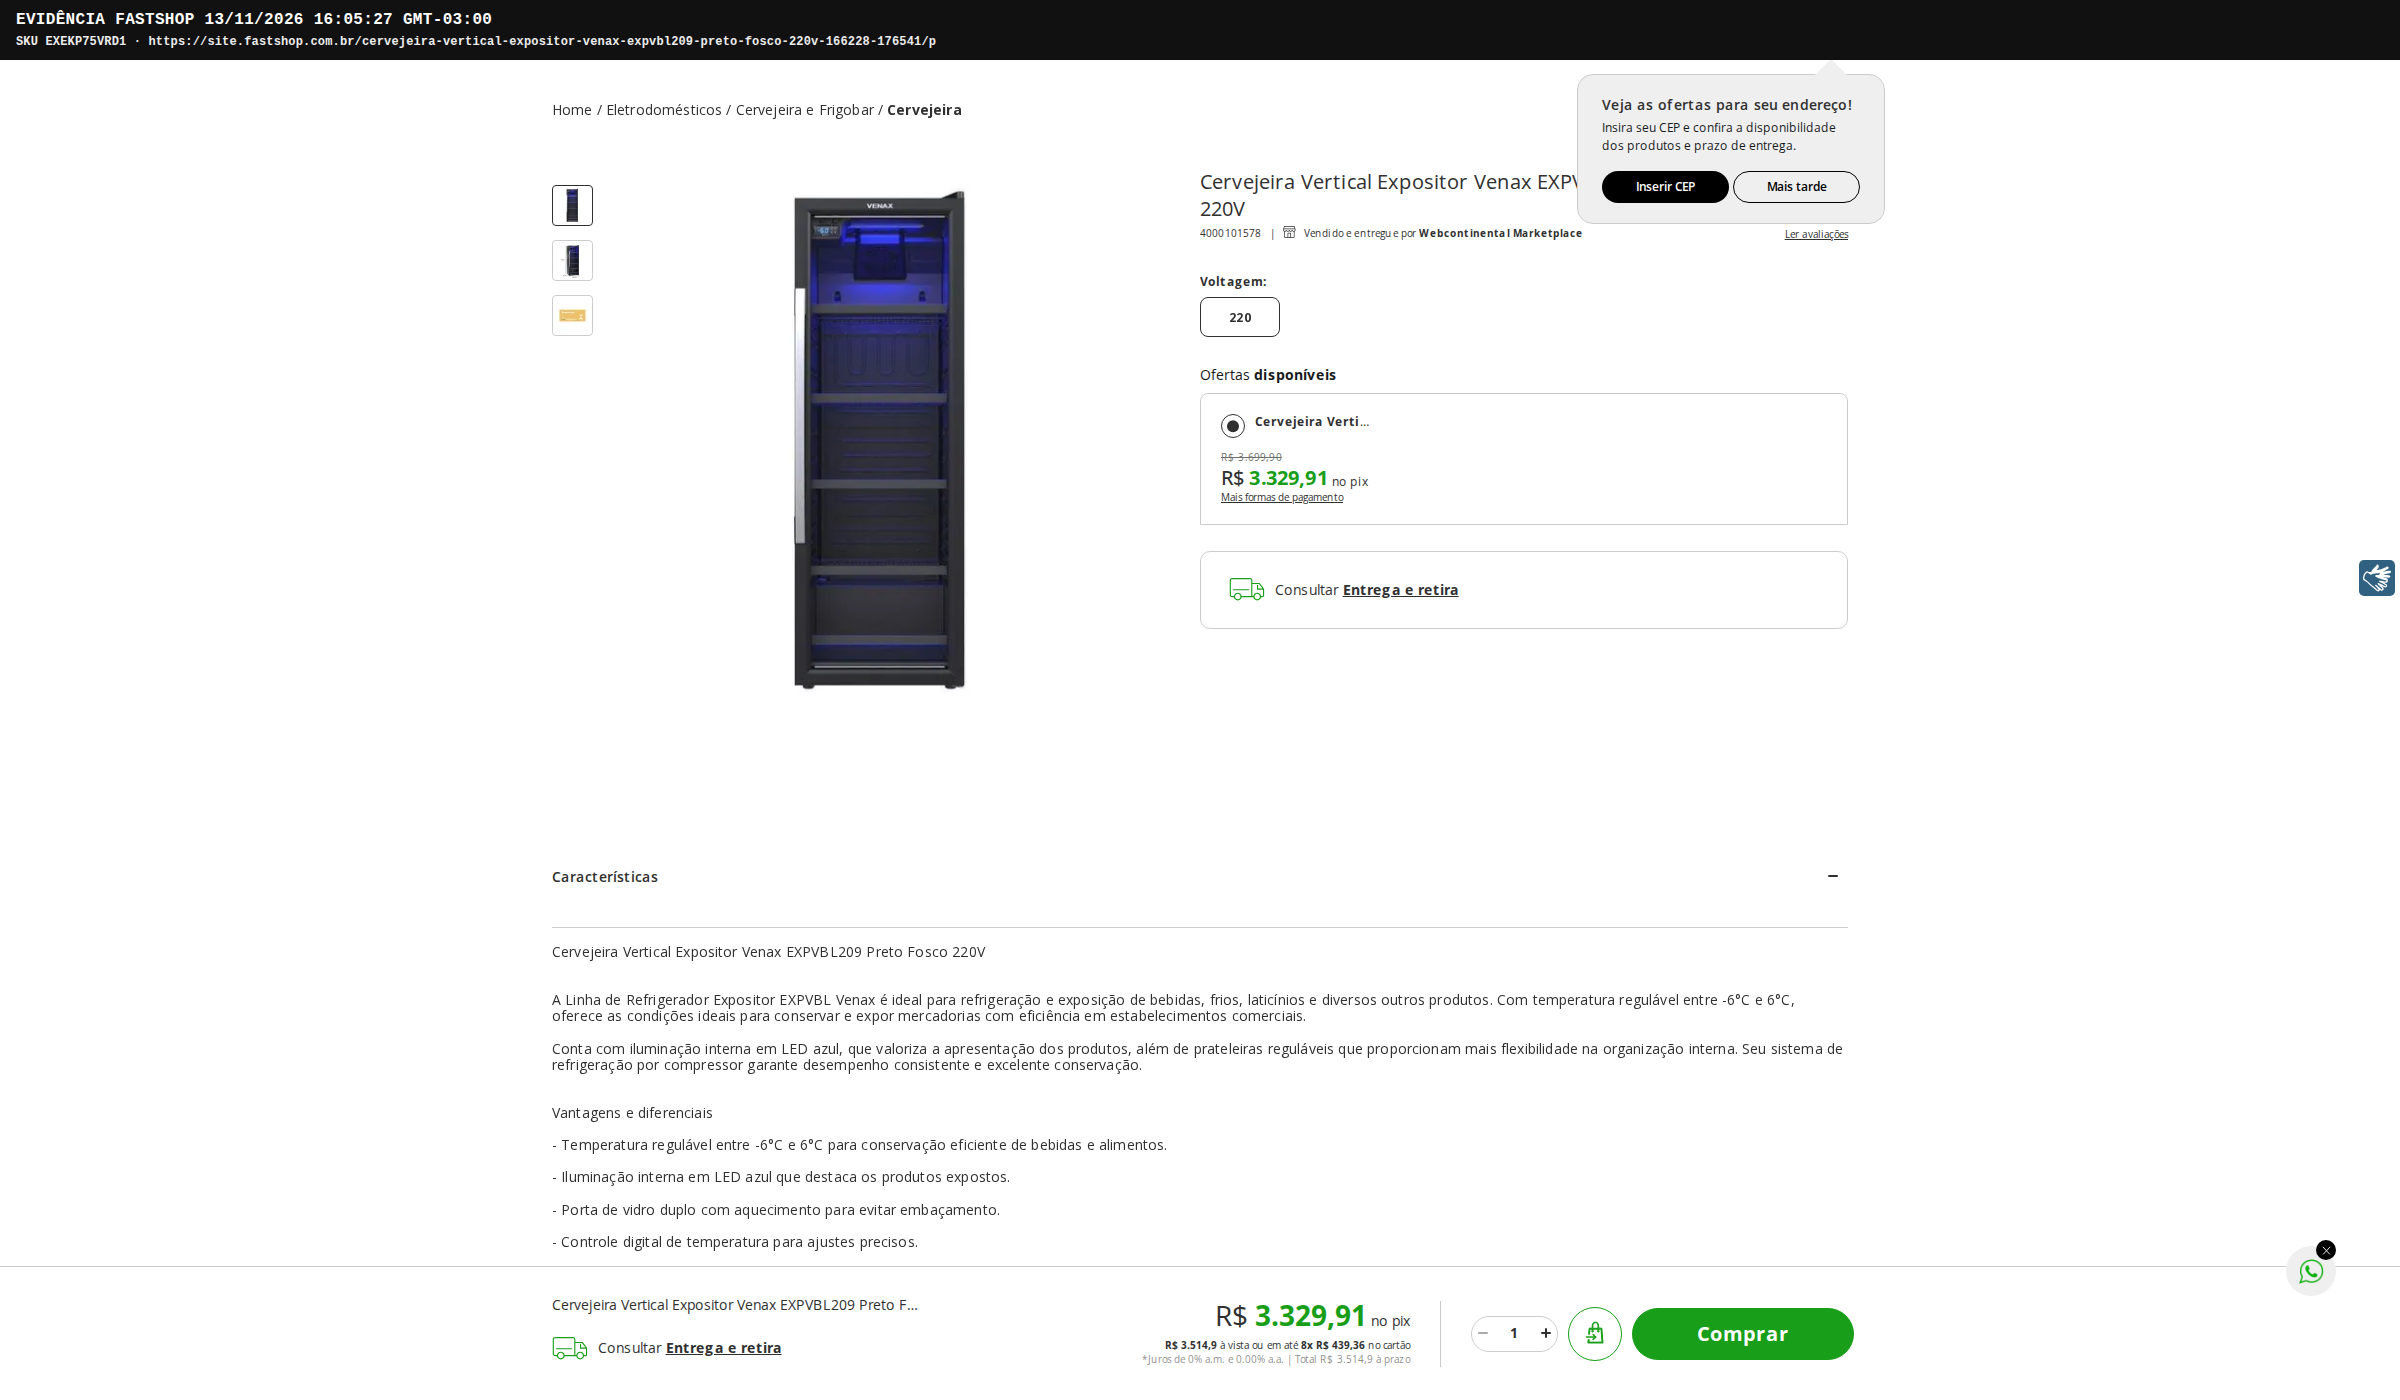 EVIDÊNCIA FASTSHOP 13/11/2026 16:05:27 GMT-03:00
SKU EXEKP75VRD1 · https://site.fastshop.com.br/cervejeira-vertical-expositor-venax-expvbl209-preto-fosco-220v-166228-176541/p
Home / Eletrodomésticos / Cervejeira e Frigobar / Cervejeira
Veja as ofertas para seu endereço!
Insira seu CEP e confira a disponibilidade
dos produtos e prazo de entrega.
Inserir CEP
Mais tarde
VENAX
Cervejeira Vertical Expositor Venax EXPV
220V
4000101578 | Vendido e entregue por Webcontinental Marketplace
Ler avaliações
Voltagem:
220
Ofertas disponíveis
Cervejeira Verti...
R$ 3.699,90
R$ 3.329,91 no pix
Mais formas de pagamento
Consultar Entrega e retira
Características
Cervejeira Vertical Expositor Venax EXPVBL209 Preto Fosco 220V
A Linha de Refrigerador Expositor EXPVBL Venax é ideal para refrigeração e exposição de bebidas, frios, laticínios e diversos outros produtos. Com temperatura regulável entre -6°C e 6°C,
oferece as condições ideais para conservar e expor mercadorias com eficiência em estabelecimentos comerciais.
Conta com iluminação interna em LED azul, que valoriza a apresentação dos produtos, além de prateleiras reguláveis que proporcionam mais flexibilidade na organização interna. Seu sistema de
refrigeração por compressor garante desempenho consistente e excelente conservação.
Vantagens e diferenciais
- Temperatura regulável entre -6°C e 6°C para conservação eficiente de bebidas e alimentos.
- Iluminação interna em LED azul que destaca os produtos expostos.
- Porta de vidro duplo com aquecimento para evitar embaçamento.
- Controle digital de temperatura para ajustes precisos.
Cervejeira Vertical Expositor Venax EXPVBL209 Preto F...
Consultar Entrega e retira
R$ 3.329,91 no pix
R$ 3.514,9 à vista ou em até 8x R$ 439,36 no cartão
*Juros de 0% a.m. e 0.00% a.a. | Total R$ 3.514,9 à prazo
1
Comprar